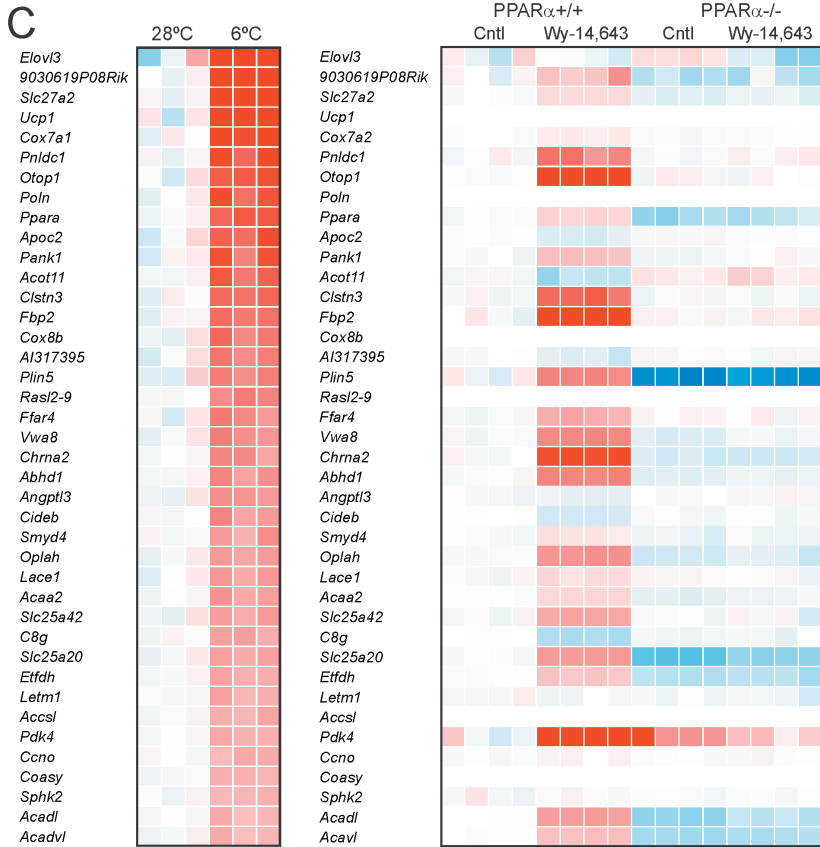 C
28ºC 6ºC
PPARα+/+ PPARα-/-
Cntl Wy-14,643 Cntl Wy-14,643
Elovl3 Elovl3
9030619P08Rik 9030619P08Rik
Slc27a2 Slc27a2
Ucp1 Ucp1
Cox7a1 Cox7a2
Pnldc1 Pnldc1
Otop1 Otop1
Poln Poln
Ppara Ppara
Apoc2 Apoc2
Pank1 Pank1
Acot11 Acot11
Clstn3 Clstn3
Fbp2 Fbp2
Cox8b Cox8b
AI317395 AI317395
Plin5 Plin5
Rasl2-9 Rasl2-9
Ffar4 Ffar4
Vwa8 Vwa8
Chrna2 Chrna2
Abhd1 Abhd1
Angptl3 Angptl3
Cideb Cideb
Smyd4 Smyd4
Oplah Oplah
Lace1 Lace1
Acaa2 Acaa2
Slc25a42 Slc25a42
C8g C8g
Slc25a20 Slc25a20
Etfdh Etfdh
Letm1 Letm1
Accsl Accsl
Pdk4 Pdk4
Ccno Ccno
Coasy Coasy
Sphk2 Sphk2
Acadl Acadl
Acadvl Acavl